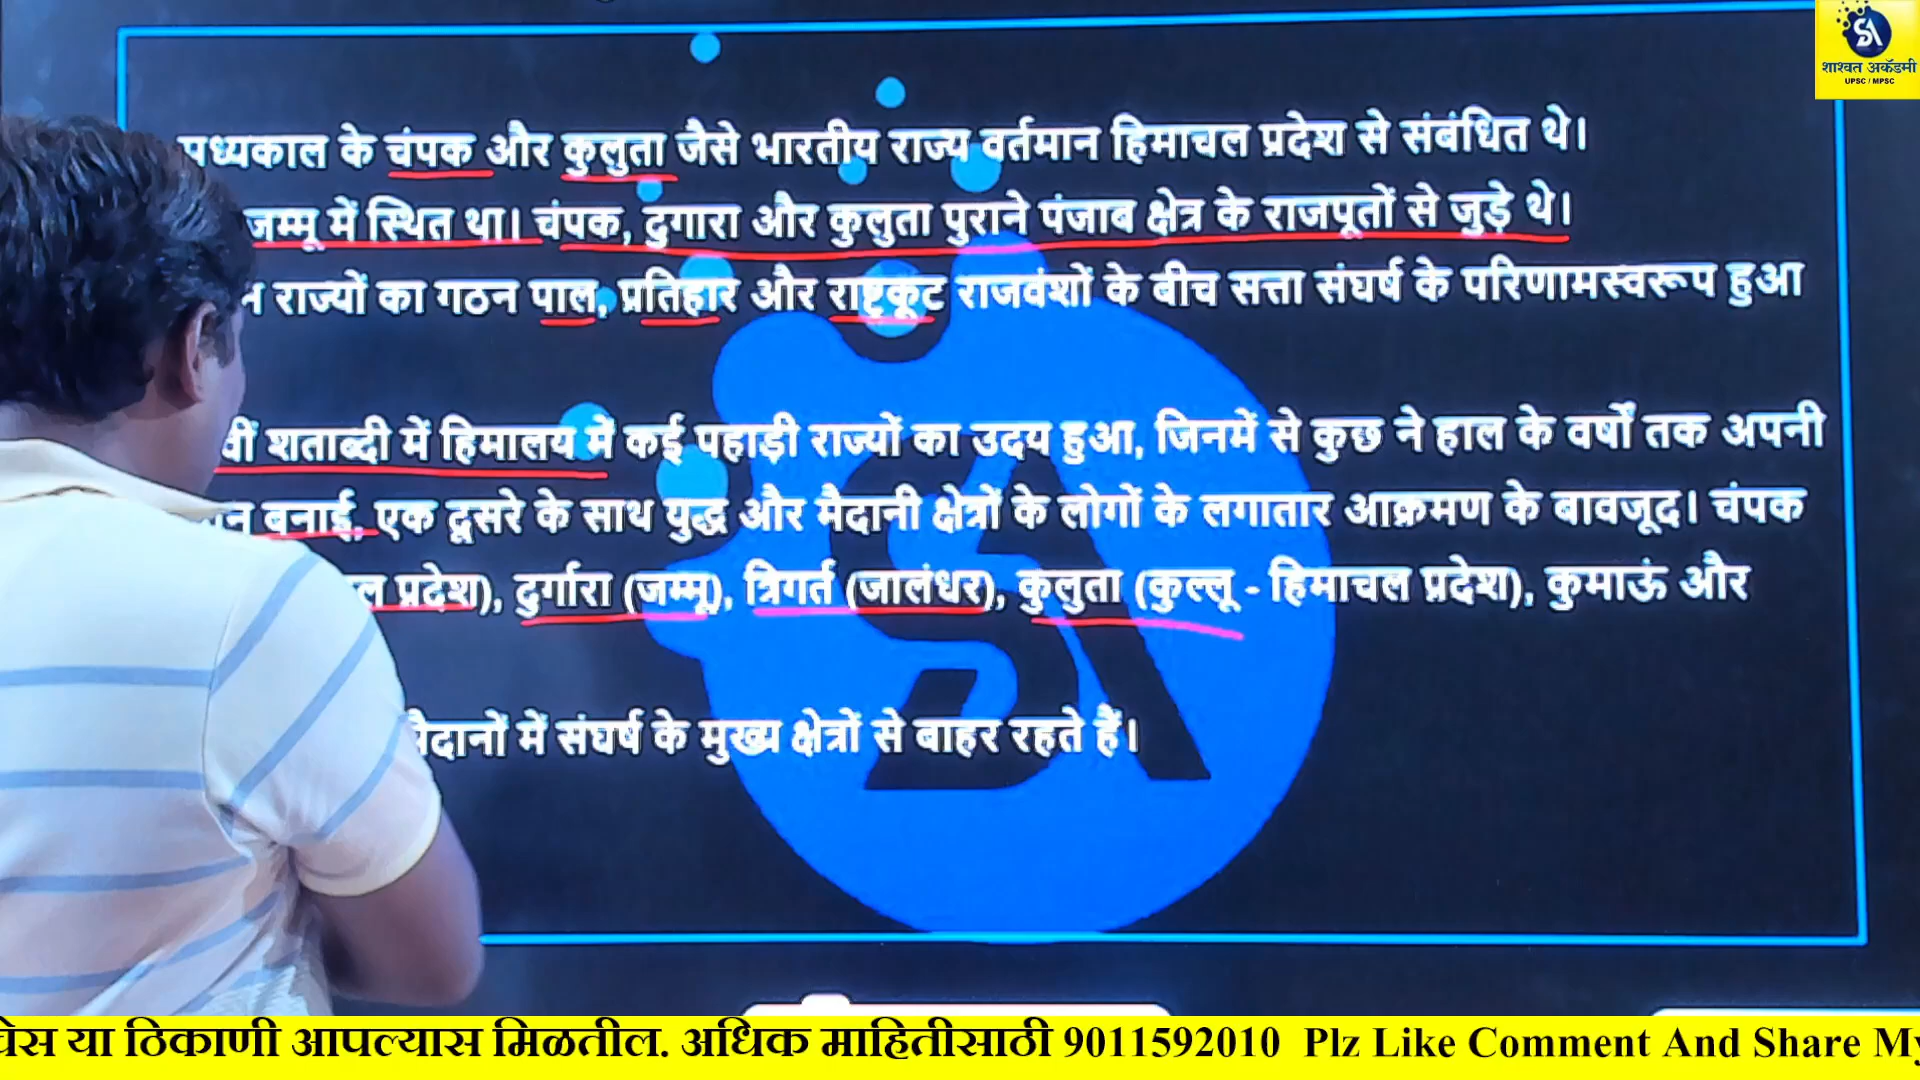 शाश्वत अकॅडमी
UPSC / MPSC
मध्यकाल के चंपक और कुलुता जैसे भारतीय राज्य वर्तमान हिमाचल प्रदेश से संबंधित थे।
जम्मू में स्थित था। चंपक, दुगारा और कुलुता पुराने पंजाब क्षेत्र के राजपूतों से जुड़े थे।
राज्यों का गठन पाल, प्रतिहार और राष्ट्रकूट राजवंशों के बीच सत्ता संघर्ष के परिणामस्वरूप हुआ
वीं शताब्दी में हिमालय में कई पहाड़ी राज्यों का उदय हुआ, जिनमें से कुछ ने हाल के वर्षों तक अपनी
बनाई, एक दूसरे के साथ युद्ध और मैदानी क्षेत्रों के लोगों के लगातार आक्रमण के बावजूद। चंपक
प्रदेश), दुर्गारा (जम्मू), त्रिगर्त (जालंधर), कुलुता (कुल्लू - हिमाचल प्रदेश), कुमाऊं और
मैदानों में संघर्ष के मुख्य क्षेत्रों से बाहर रहते हैं।
या ठिकाणी आपल्यास मिळतील. अधिक माहितीसाठी 9011592010 Plz Like Comment And Share My